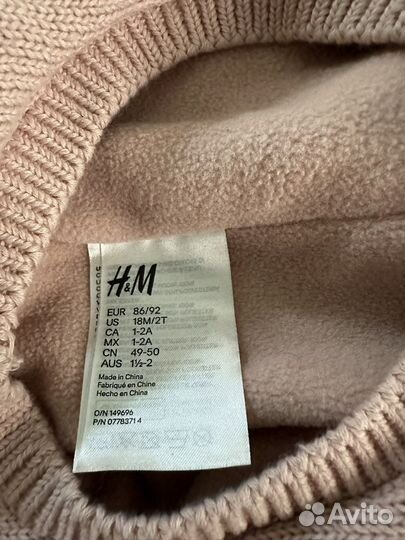 H&M
EUR 86/92
US 18M/2T
CA 1-2A
MX 1-2A
CN 49-50
AUS 1½-2
Made in China
Fabriqué en Chine
Hecho en China
O/N 149696
P/N 0778371 4
Avito